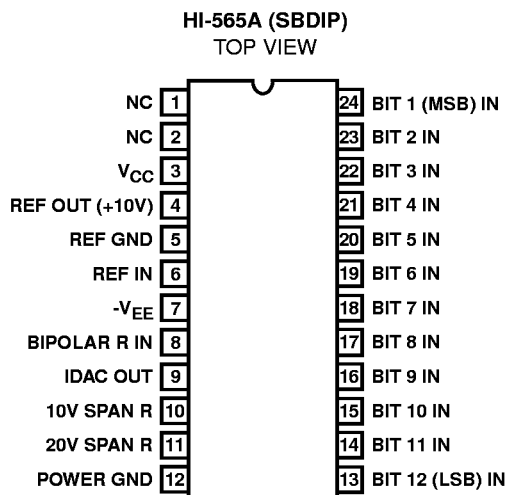 HI-565A (SBDIP)
TOP VIEW
NC 1 24 BIT 1 (MSB) IN
NC 2 23 BIT 2 IN
VCC 3 22 BIT 3 IN
REF OUT (+10V) 4 21 BIT 4 IN
REF GND 5 20 BIT 5 IN
REF IN 6 19 BIT 6 IN
-VEE 7 18 BIT 7 IN
BIPOLAR R IN 8 17 BIT 8 IN
IDAC OUT 9 16 BIT 9 IN
10V SPAN R 10 15 BIT 10 IN
20V SPAN R 11 14 BIT 11 IN
POWER GND 12 13 BIT 12 (LSB) IN